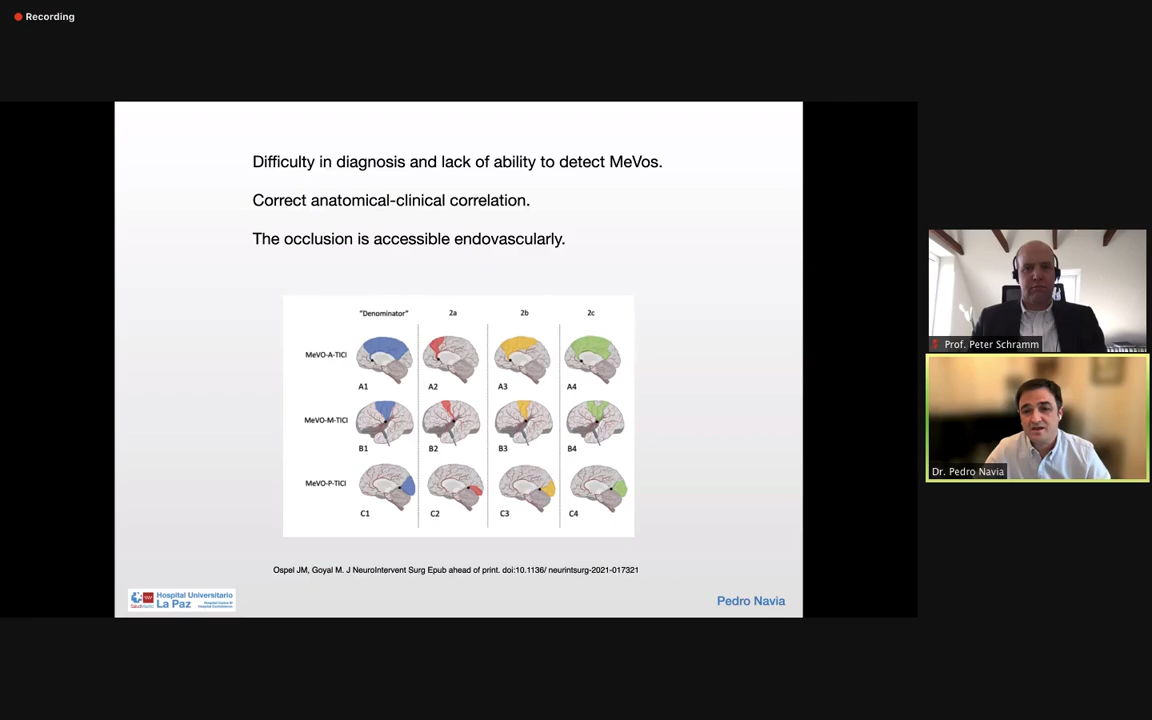 Recording
Difficulty in diagnosis and lack of ability to detect MeVos.
Correct anatomical-clinical correlation.
The occlusion is accessible endovascularly.
"Denominator" 2a 2b 2c
MeVO-A-TICI
A1 A2 A3 A4
MeVO-M-TICI
B1 B2 B3 B4
MeVO-P-TICI
C1 C2 C3 C4
Ospel JM, Goyal M. J NeuroIntervent Surg Epub ahead of print. doi:10.1136/ neurintsurg-2021-017321
Hospital Universitario
La Paz
Pedro Navia
Prof. Peter Schramm
Dr. Pedro Navia